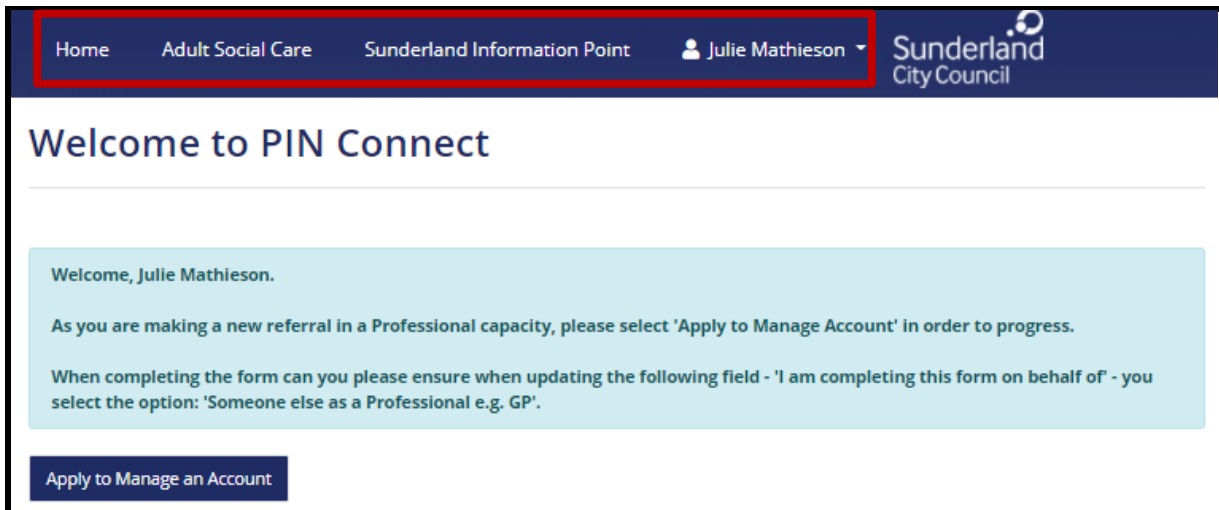 Home Adult Social Care Sunderland Information Point Julie Mathieson
Sunderland
City Council
Welcome to PIN Connect
Welcome, Julie Mathieson.
As you are making a new referral in a Professional capacity, please select 'Apply to Manage Account' in order to progress.
When completing the form can you please ensure when updating the following field - 'I am completing this form on behalf of' - you
select the option: 'Someone else as a Professional e.g. GP'.
Apply to Manage an Account